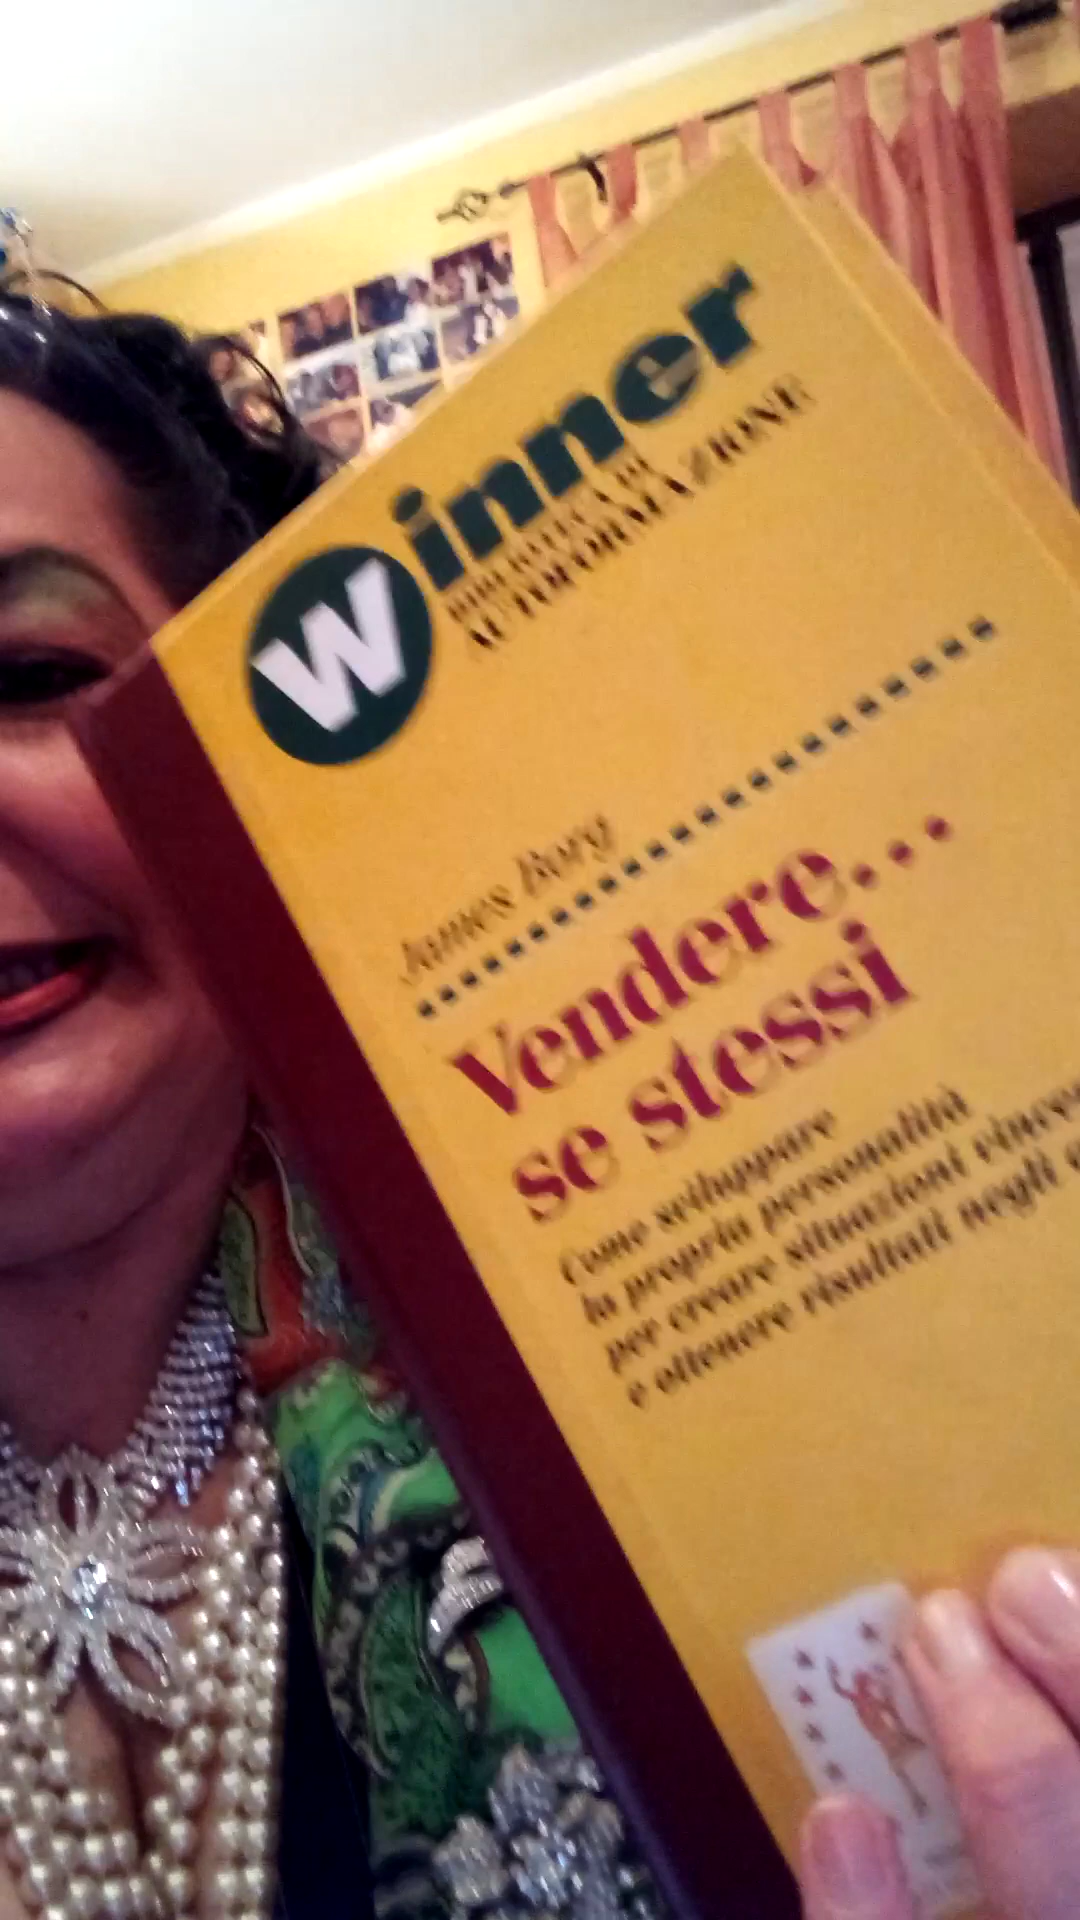 Winner
BIBLIOTECA DI
AUTOFORMAZIONE
James Borg
Vendere...
se stessi
Come sviluppare
la propria personalità
per creare situazioni
e ottenere risultati negli